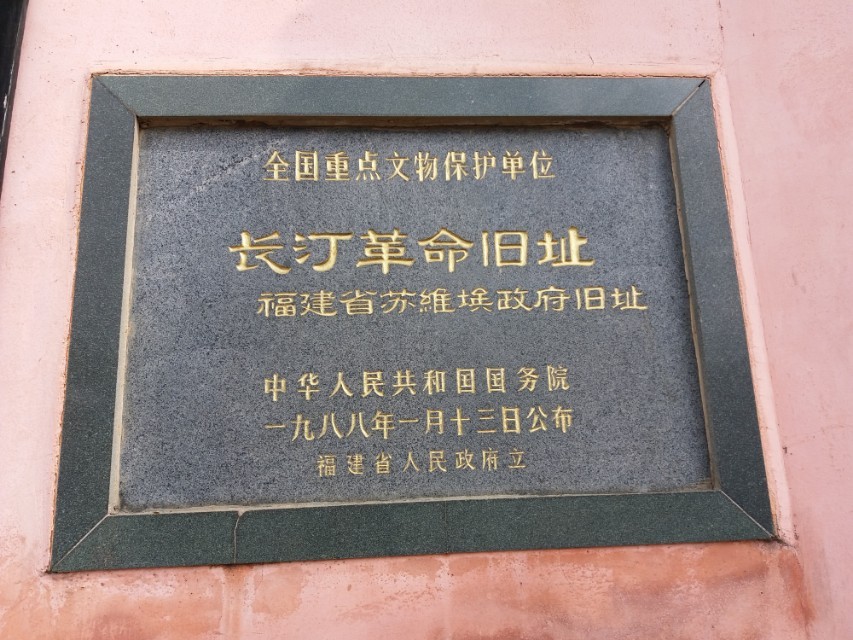 全国重点文物保护单位
长汀革命旧址
福建省苏维埃政府旧址
中华人民共和国国务院
一九八八年一月十三日公布
福建省人民政府立